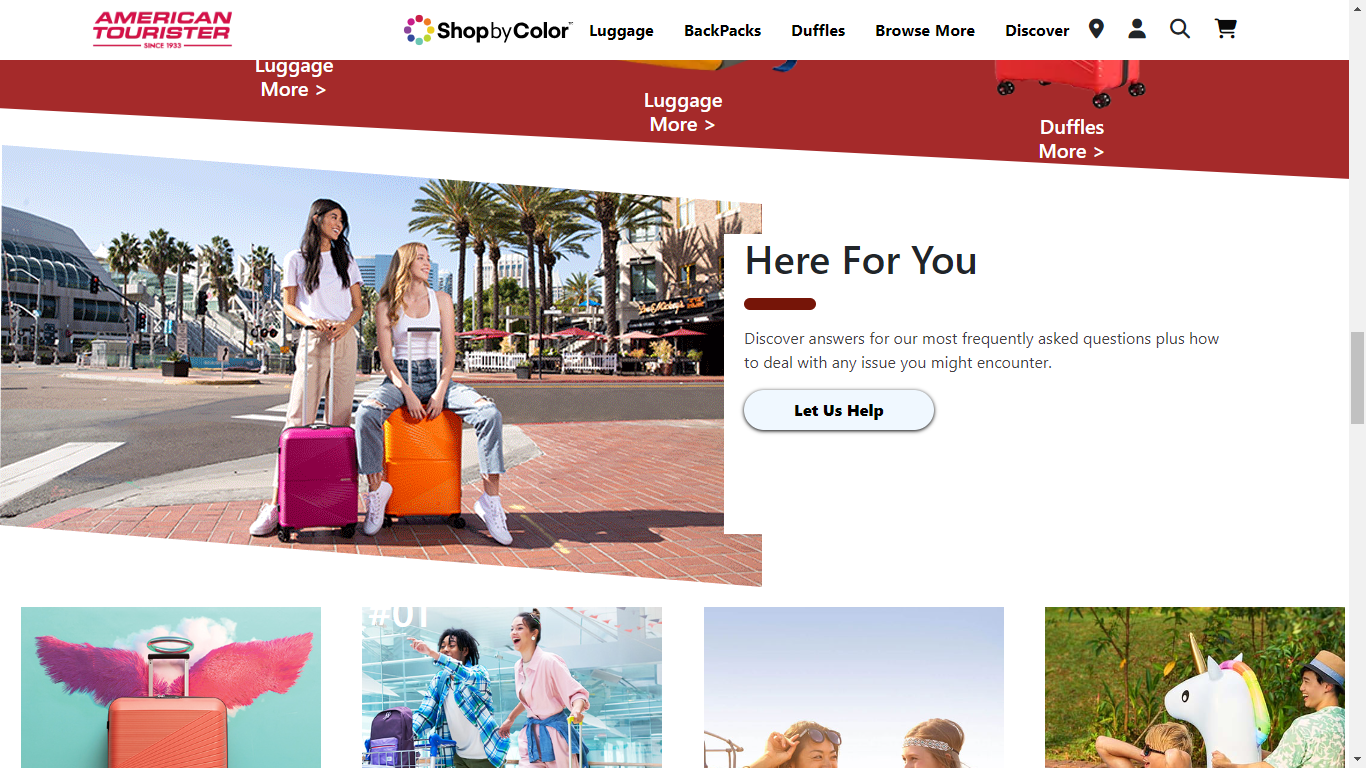 AMERICAN
TOURISTER
SINCE 1933
ShopbyColor™
Luggage
BackPacks
Duffles
Browse More
Discover
Luggage
More >
Luggage
More >
Duffles
More >
Here For You
Discover answers for our most frequently asked questions plus how
to deal with any issue you might encounter.
Let Us Help
#01